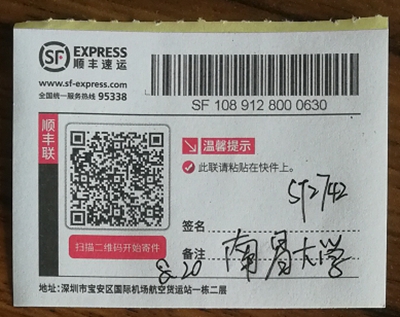 SF EXPRESS
顺丰速运
www.sf-express.com
全国统一服务热线 95338
SF 108 912 800 0630
顺丰联
温馨提示
此联请粘贴在快件上。
签名
扫描二维码开始寄件
备注 南昌大学
8.20
地址：深圳市宝安区国际机场航空货运站一栋二层